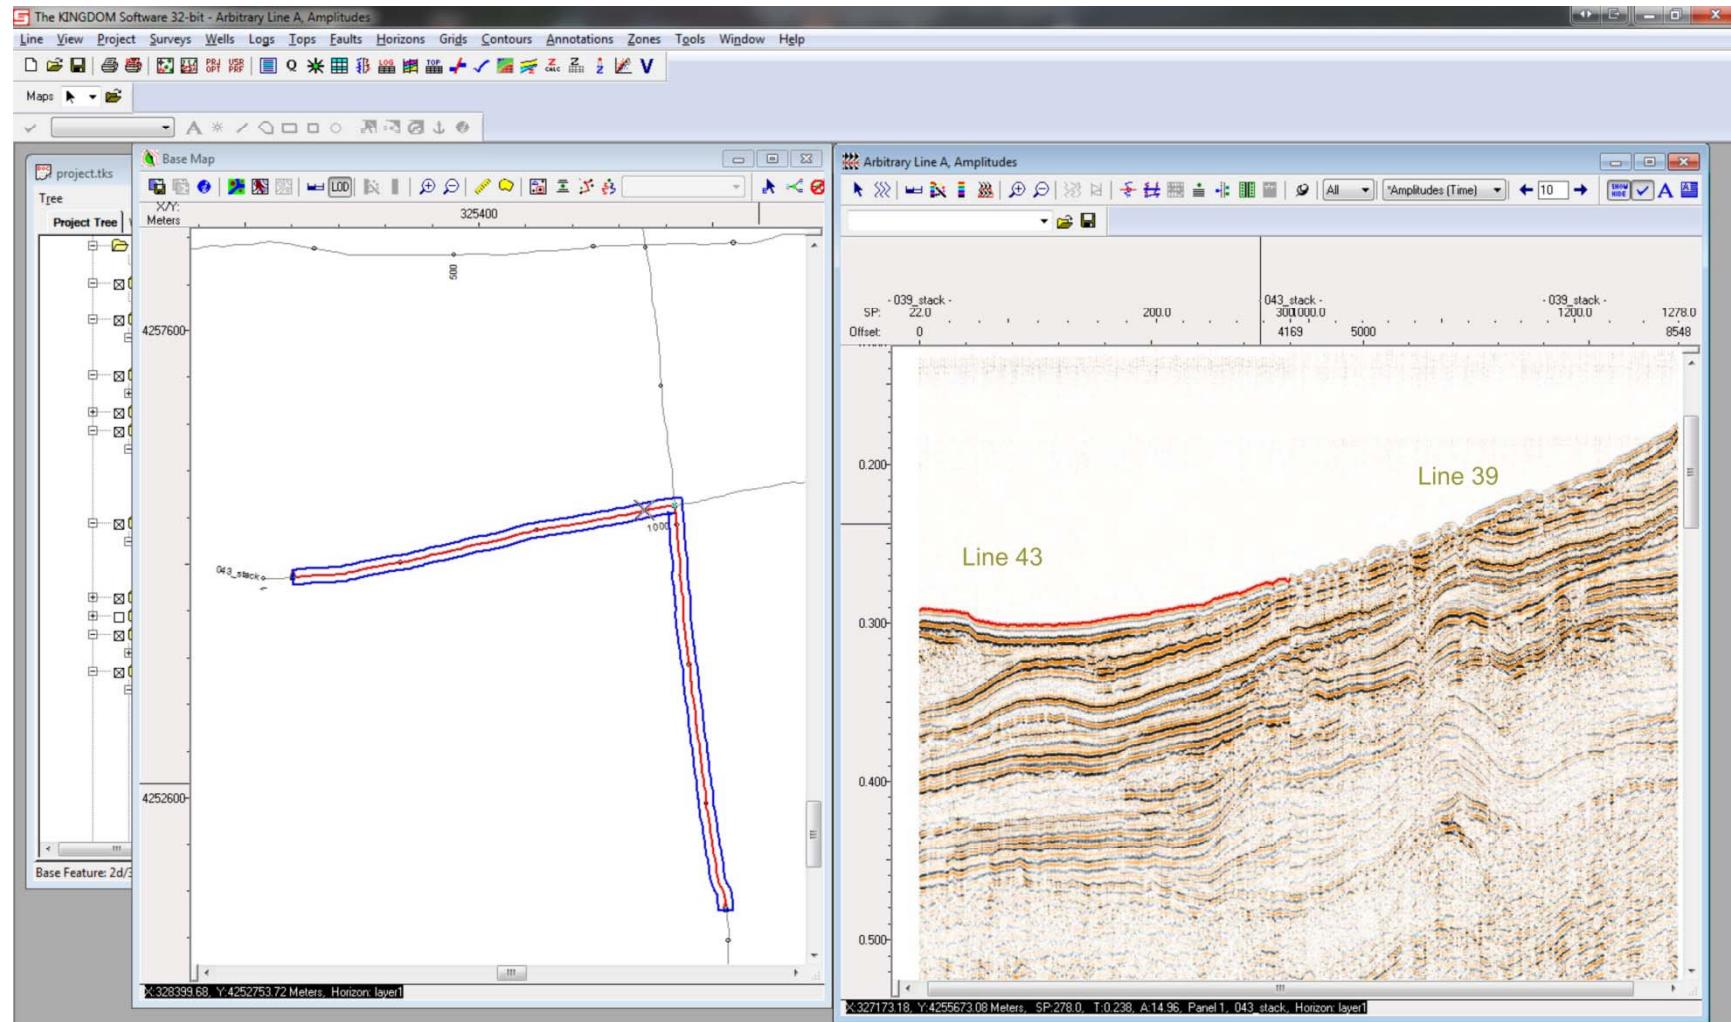 The KINGDOM Software 32-bit - Arbitrary Line A, Amplitudes
Line View Project Surveys Wells Logs Tops Faults Horizons Grids Contours Annotations Zones Tools Window Help
Maps
project.tks
Tree
Project Tree
Base Feature: 2d/3
Base Map
LOD
X/Y:
Meters
325400
500
4257600
1000
043_stack
4252600
X:328399.68, Y:4252753.72 Meters, Horizon: layer1
Arbitrary Line A, Amplitudes
All
*Amplitudes (Time)
10
SHOW
HIDE
- 039_stack -
043_stack -
- 039_stack -
SP: 22.0 200.0 300 1000.0 1200.0 1278.0
Offset: 0 4169 5000 8548
0.200
Line 39
Line 43
0.300
0.400
0.500
X:327173.18, Y:4255673.08 Meters, SP:278.0, T:0.238, A:14.96, Panel 1, 043_stack, Horizon: layer1